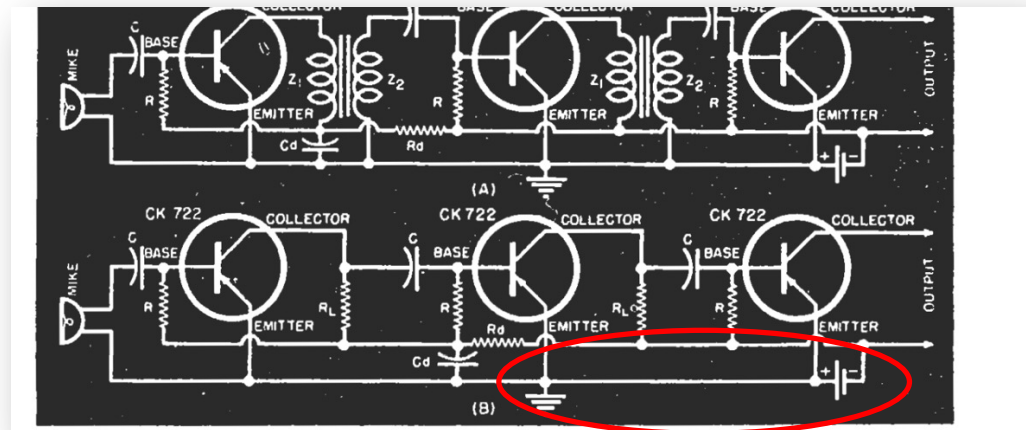 COLLECTOR BASE COLLECTOR BASE COLLECTOR
C BASE
MIKE
Z1 Z2 Z1 Z2
R R R
OUTPUT
EMITTER EMITTER EMITTER
Cd Rd
+ -
(A)
CK 722 CK 722 CK 722
COLLECTOR COLLECTOR COLLECTOR
C C C
BASE BASE BASE
MIKE
R RL R RL R
OUTPUT
EMITTER EMITTER EMITTER
Rd
Cd
+ -
(B)